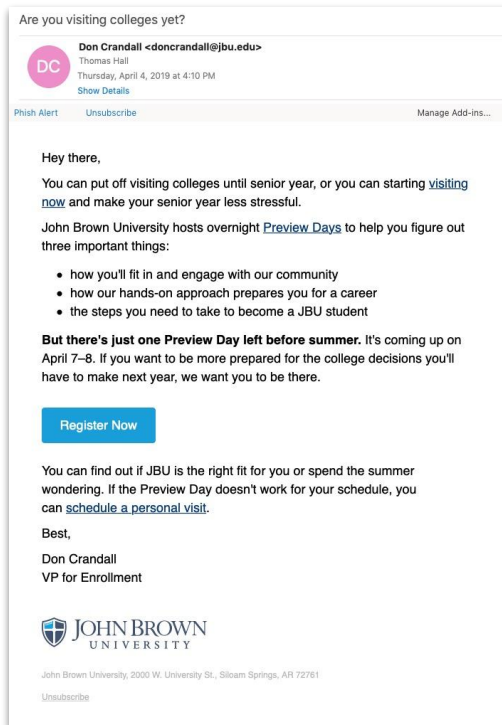 Are you visiting colleges yet?
DC
Don Crandall <doncrandall@jbu.edu>
Thomas Hall
Thursday, April 4, 2019 at 4:10 PM
Show Details
Phish Alert Unsubscribe Manage Add-ins...
Hey there,
You can put off visiting colleges until senior year, or you can starting visiting
now and make your senior year less stressful.
John Brown University hosts overnight Preview Days to help you figure out
three important things:
• how you'll fit in and engage with our community
• how our hands-on approach prepares you for a career
• the steps you need to take to become a JBU student
But there's just one Preview Day left before summer. It's coming up on
April 7–8. If you want to be more prepared for the college decisions you'll
have to make next year, we want you to be there.
Register Now
You can find out if JBU is the right fit for you or spend the summer
wondering. If the Preview Day doesn't work for your schedule, you
can schedule a personal visit.
Best,
Don Crandall
VP for Enrollment
JOHN BROWN
UNIVERSITY
John Brown University, 2000 W. University St., Siloam Springs, AR 72761
Unsubscribe